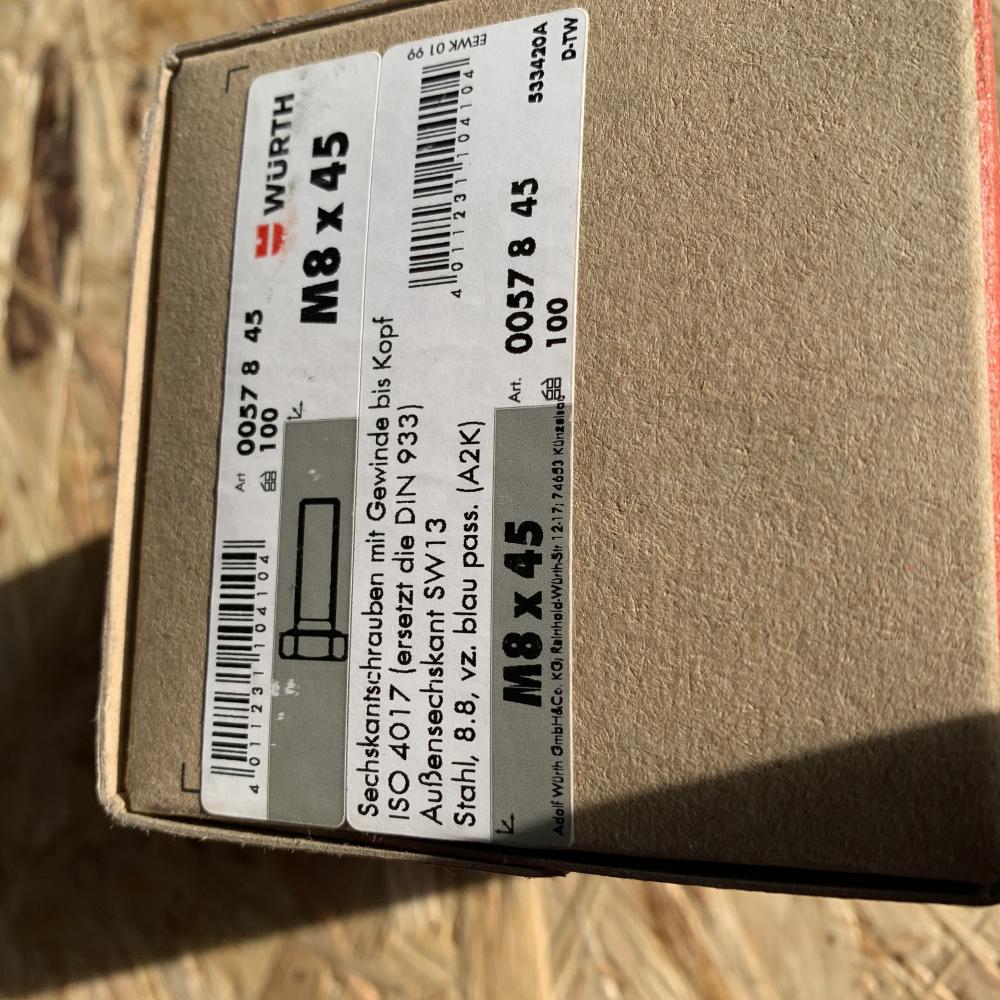 4 011231 104104
Art 0057 8 45
100
WÜRTH
M8 x 45
Sechskantschrauben mit Gewinde bis Kopf
ISO 4017 (ersetzt die DIN 933)
Außensechskant SW13
Stahl, 8.8, vz. blau pass. (A2K)
EEWK 01 99
4 011231 104104
533420A
D-TW
M8 x 45
Art. 0057 8 45
100
Adolf Würth GmbH&Co. KG; Reinhold-Würth-Str 12-17; 74653 Künzelsau